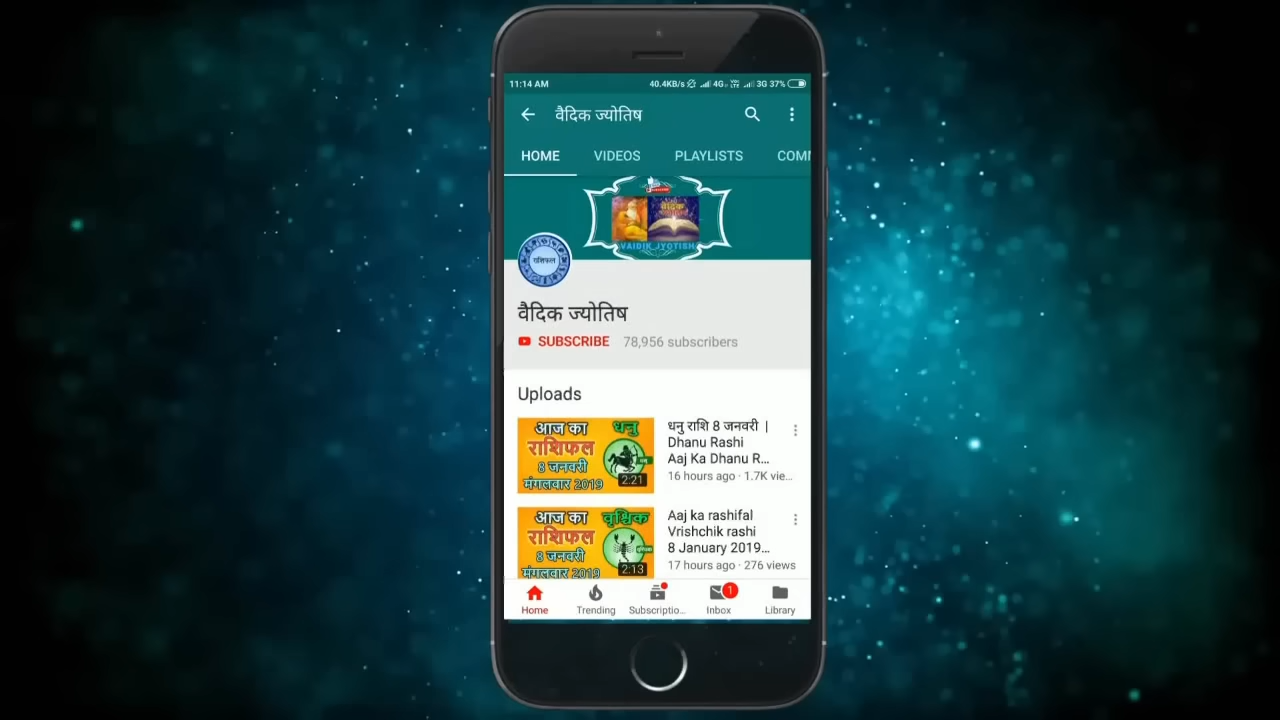 11:14 AM 40.4KB/s 4G 3G 37%
वैदिक ज्योतिष
HOME VIDEOS PLAYLISTS COMM
वैदिक
VAIDIK JYOTISH
राशिफल
वैदिक ज्योतिष
SUBSCRIBE 78,956 subscribers
Uploads
आज का धनु
राशिफल
8 जनवरी
मंगलवार 2019
2:21
धनु राशि 8 जनवरी |
Dhanu Rashi
Aaj Ka Dhanu R...
16 hours ago · 1.7K vie...
आज का वृश्चिक
राशिफल
8 जनवरी
मंगलवार 2019
2:13
Aaj ka rashifal
Vrishchik rashi
8 January 2019...
17 hours ago · 276 views
1
Home Trending Subscriptio... Inbox Library